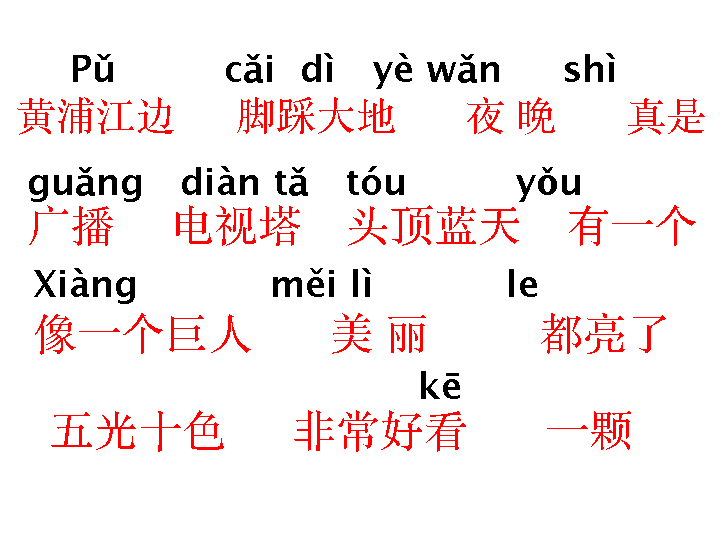 Pǔ cǎi dì yè wǎn shì
黄浦江边 脚踩大地 夜 晚 真是
guǎng diàn tǎ tóu yǒu
广播 电视塔 头顶蓝天 有一个
Xiàng měi lì le
像一个巨人 美 丽 都亮了
kē
五光十色 非常好看 一颗